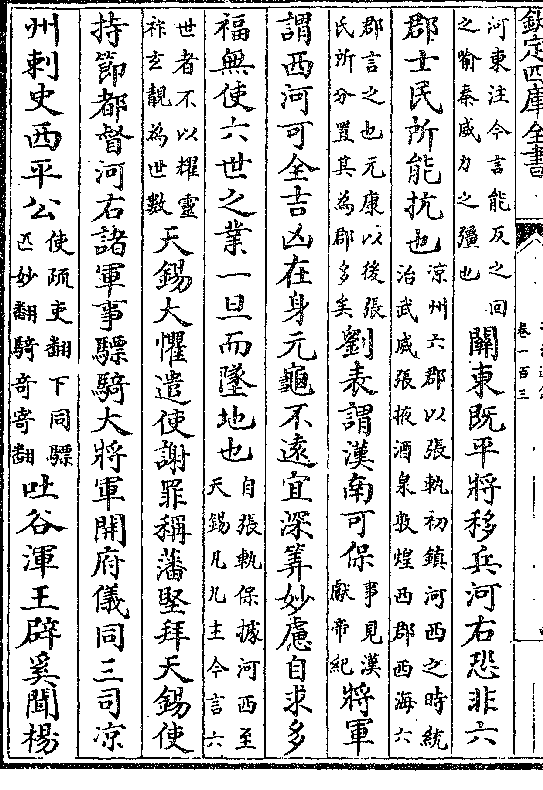 欽定四庫全書
卷一百三
河東注今言能反之回
之喻秦威力之彊也
關東既平將移兵河右恐非六
郡士民所能抗也
涼州六郡以張軌初鎮河西之時統
治武威張掖酒泉敦煌西郡西海六
郡言之也元康以後張
氏所分置其為郡多矣
劉表謂漢南可保
事見漢
獻帝紀
將軍
謂西河可全吉凶在身元龜不遠宜深筭妙慮自求多
福無使六世之業一旦而墜地也
自張軌保據河西至
天錫凡九主今言六
世者不以耀靈
祚玄靚為世數
天錫大懼遣使謝罪稱藩堅拜天錫使
持節都督河右諸軍事驃騎大將軍開府儀同三司凉
州刺史西平公
使疏吏翻下同驃
匹妙翻騎奇寄翻
吐谷渾王辟奚聞楊